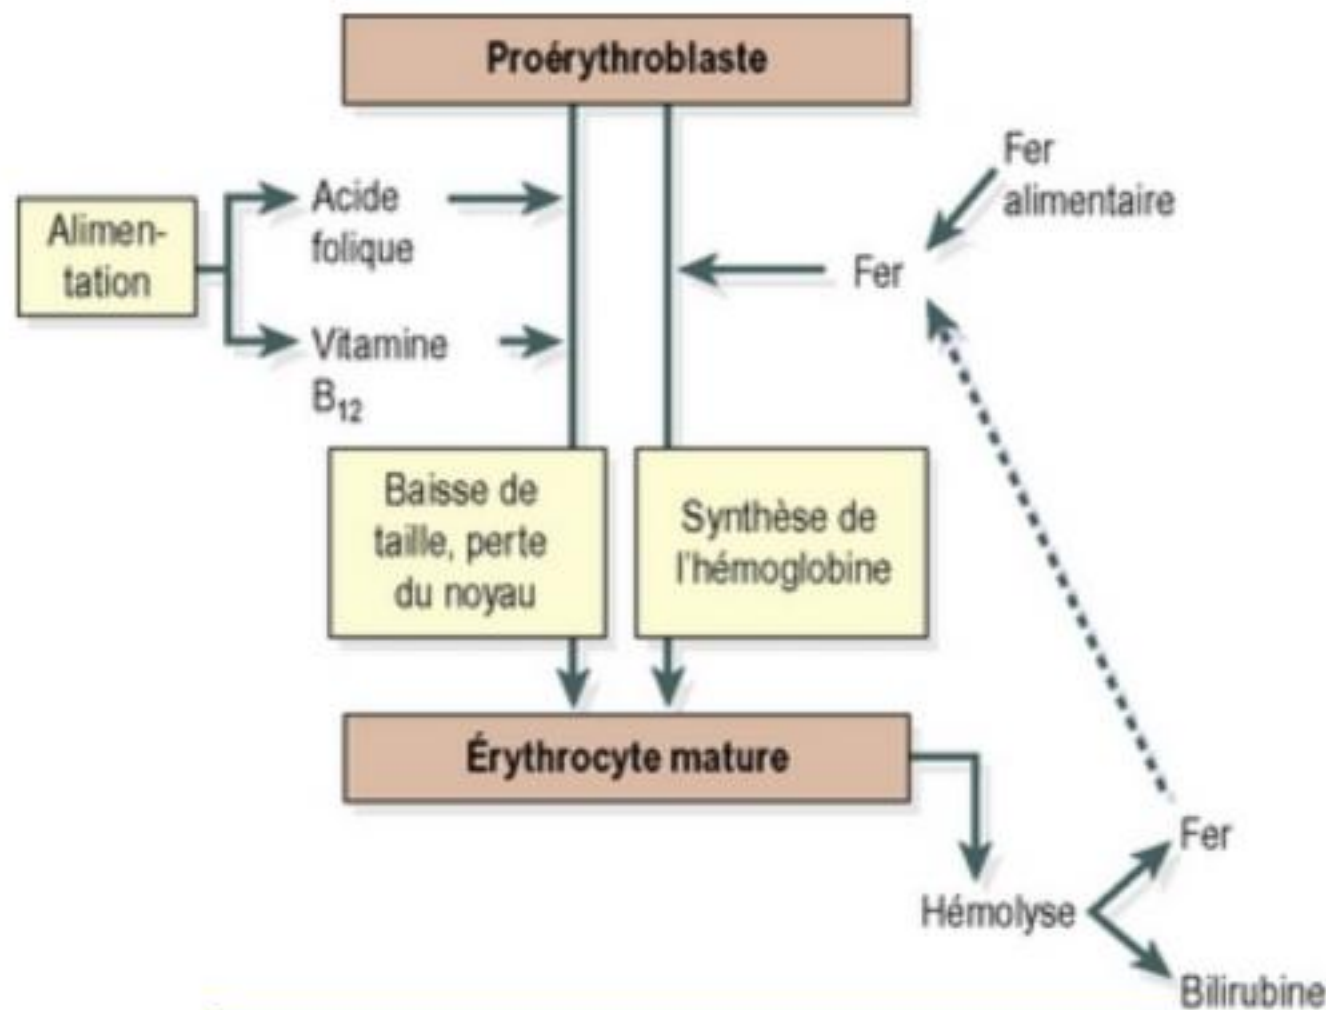 Proérythroblaste
Fer
alimentaire
Alimen-
tation
Acide
folique
Fer
Vitamine
B₁₂
Baisse de
taille, perte
du noyau
Synthèse de
l'hémoglobine
Érythrocyte mature
Fer
Hémolyse
Bilirubine